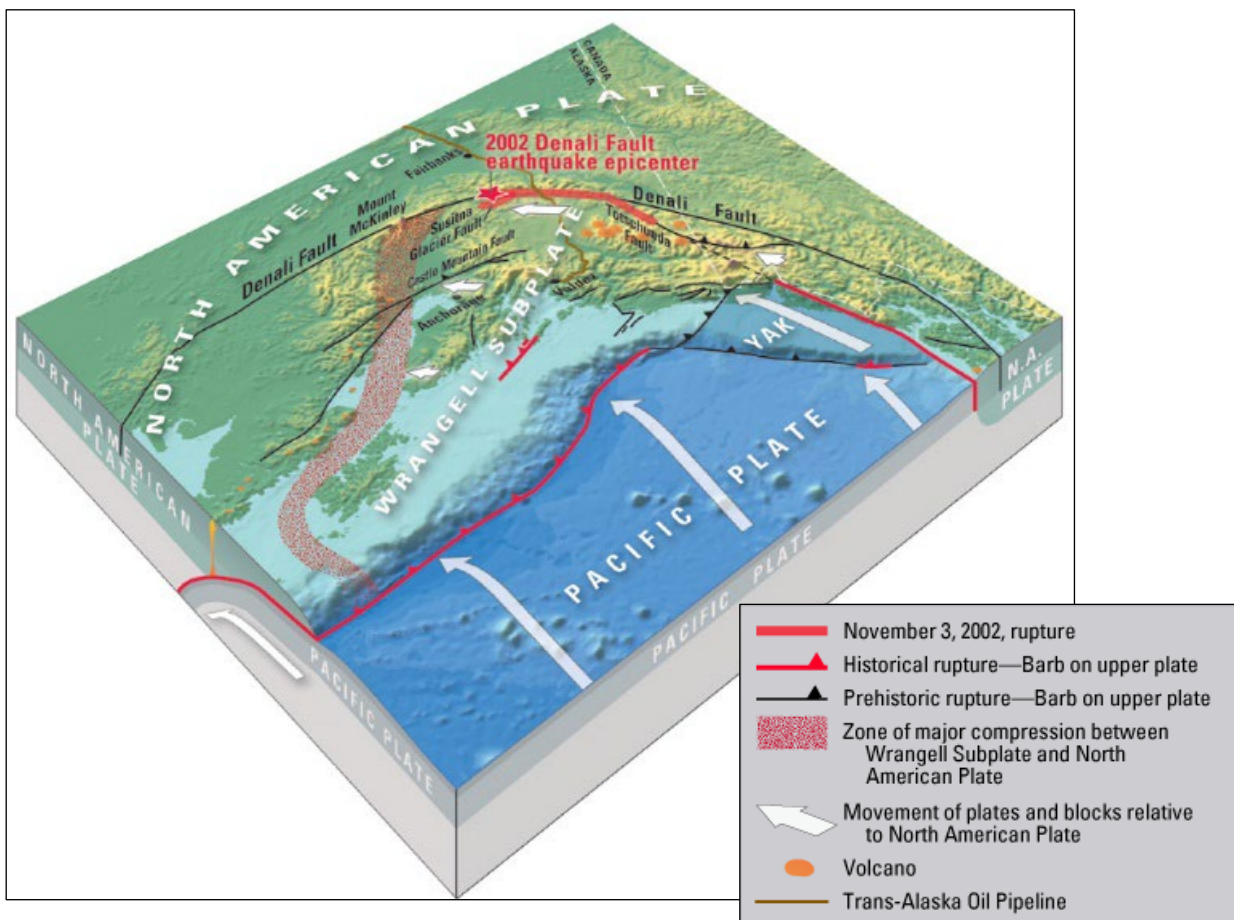 CANADA
ALASKA
NORTH AMERICAN PLATE
2002 Denali Fault
earthquake epicenter
Fairbanks
Mount
McKinley
Denali Fault
Denali Fault
Susitna
Glacier Fault
Totschunda
Fault
Castle Mountain Fault
Anchorage
Valdez
WRANGELL SUBPLATE
YAK
N.A.
PLATE
NORTH AMERICAN
PLATE
PACIFIC PLATE
PACIFIC PLATE
PACIFIC PLATE
November 3, 2002, rupture
Historical rupture—Barb on upper plate
Prehistoric rupture—Barb on upper plate
Zone of major compression between
Wrangell Subplate and North
American Plate
Movement of plates and blocks relative
to North American Plate
Volcano
Trans-Alaska Oil Pipeline